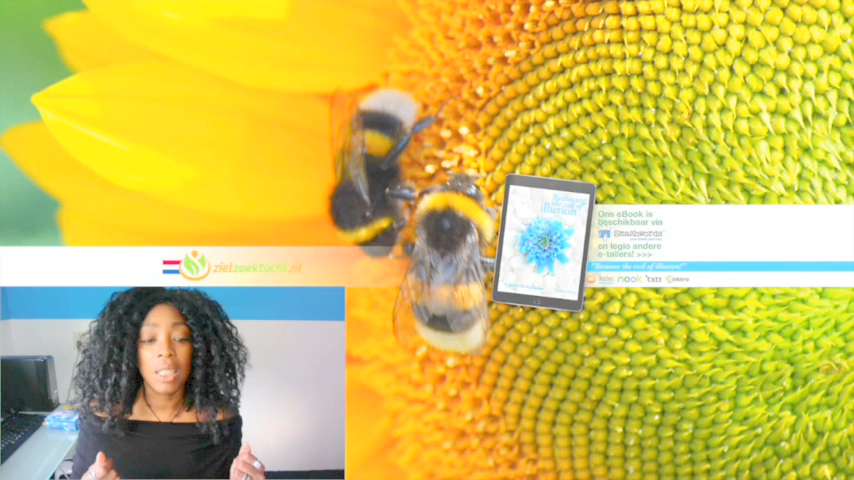 zielzoektocht.nl
illusion
Ons eBook is
beschikbaar via
Smashwords
en legio andere
e-tailers! >>>
"Remove the veil of illusion!"
kobo nook txtr